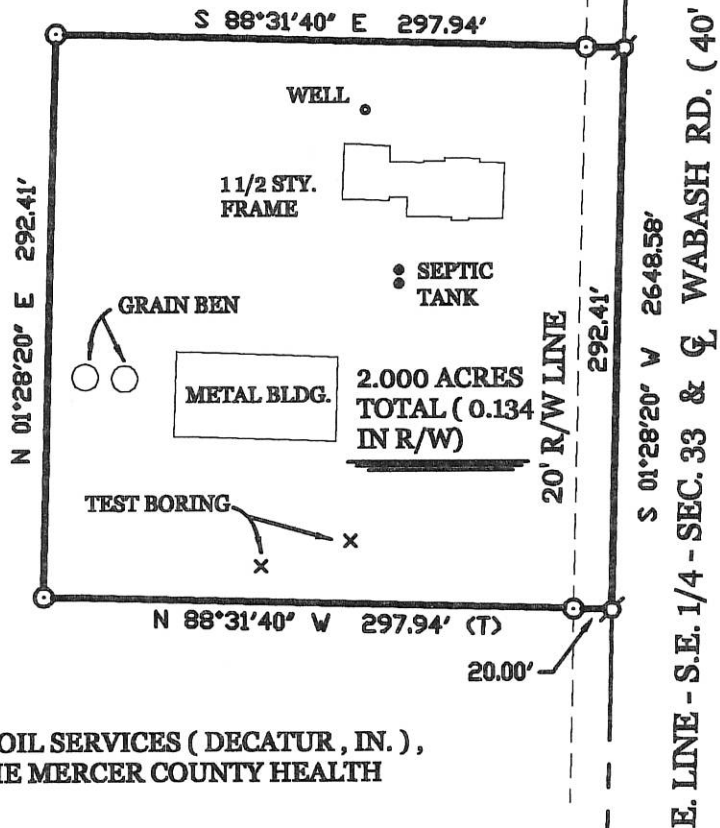 S 88°31'40" E 297.94'
WELL
1 1/2 STY.
FRAME
SEPTIC
TANK
N 01°28'20" E 292.41'
GRAIN BEN
METAL BLDG.
2.000 ACRES
TOTAL ( 0.134
IN R/W)
20' R/W LINE
292.41'
S 01°28'20" W 2648.58'
E. LINE - S.E. 1/4 - SEC. 33 & ℄ WABASH RD. ( 40'
TEST BORING
x
x
N 88°31'40" W 297.94' (T)
20.00'
OIL SERVICES ( DECATUR , IN. ) ,
MERCER COUNTY HEALTH